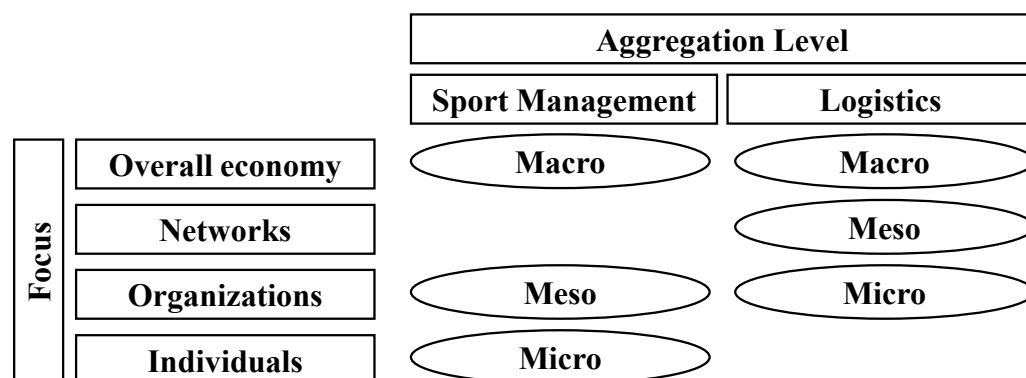 Aggregation Level
Sport Management Logistics
Focus
Overall economy Macro Macro
Networks Meso
Organizations Meso Micro
Individuals Micro